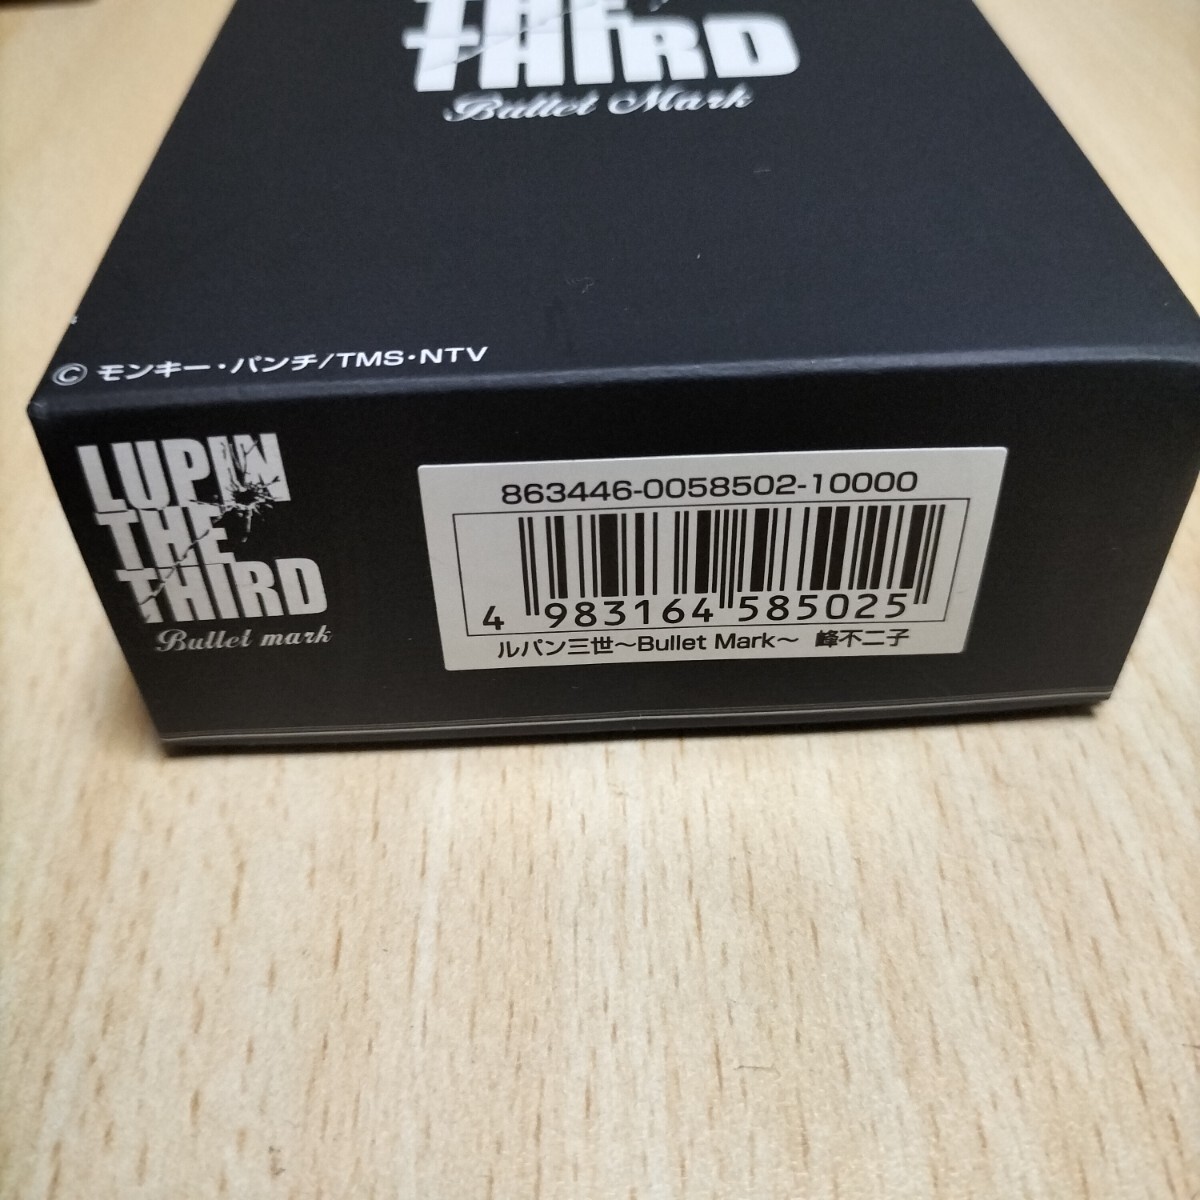 THE
THIRD
Bullet Mark
© モンキー・パンチ/TMS・NTV
LUPIN
THE
THIRD
Bullet mark
863446-0058502-10000
4 983164 585025
ルパン三世～Bullet Mark～ 峰不二子